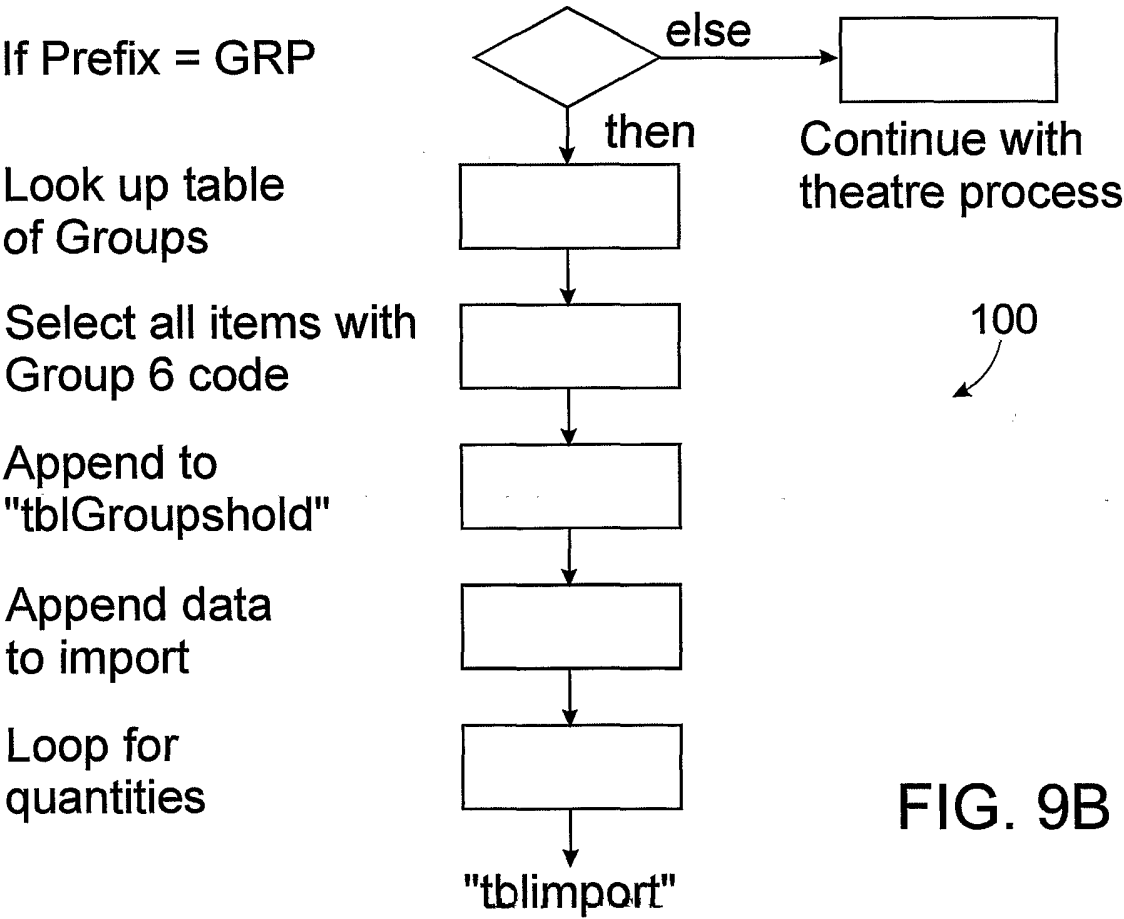 If Prefix = GRP
else
then
Continue with
theatre process
Look up table
of Groups
Select all items with
Group 6 code
100
Append to
"tblGroupshold"
Append data
to import
Loop for
quantities
FIG. 9B
"tblimport"